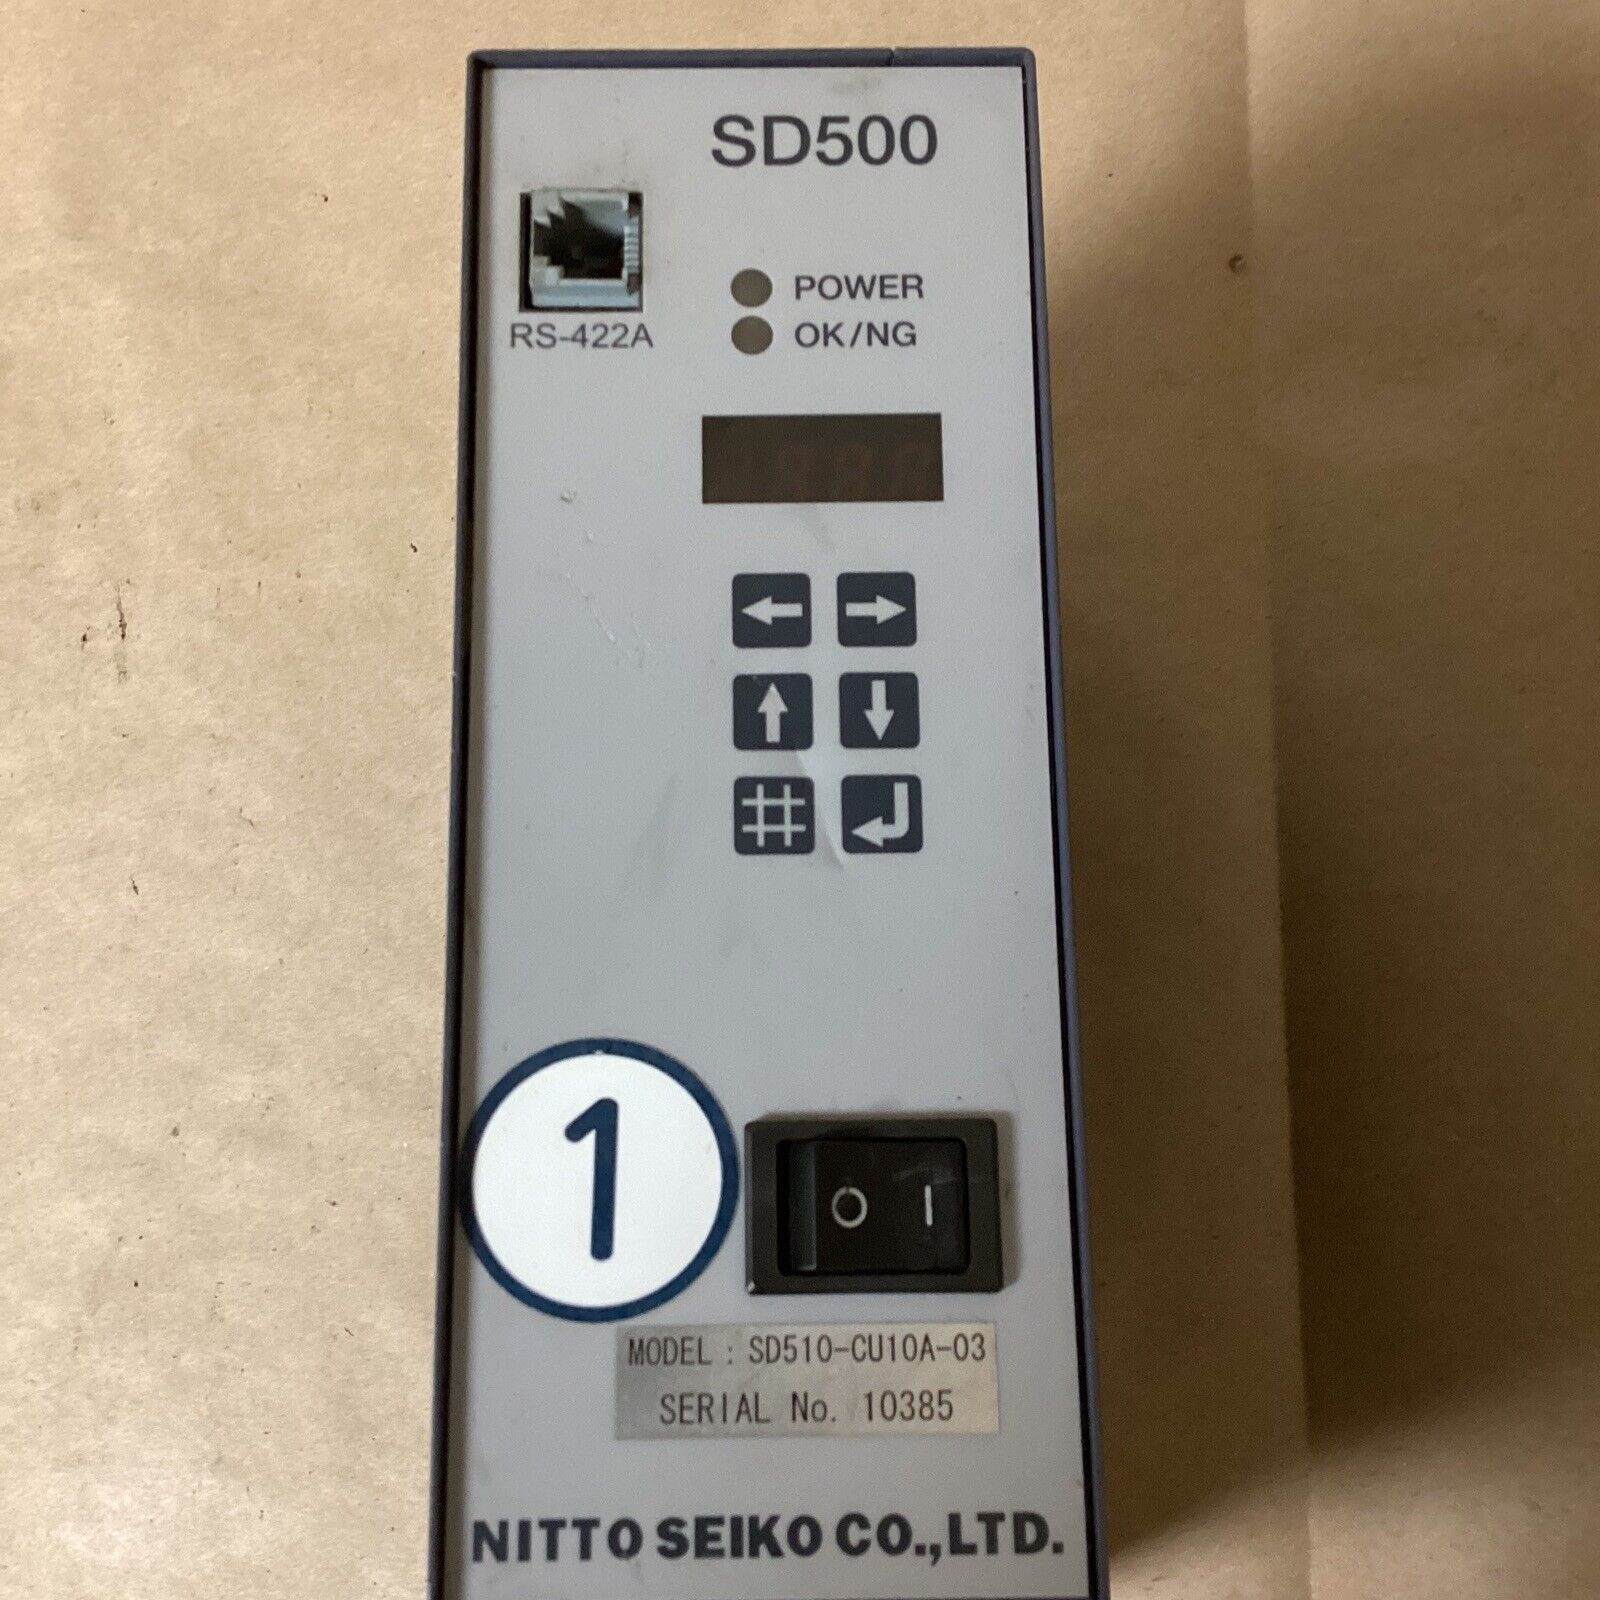 SD500
RS-422A
POWER
OK/NG
1
O I
MODEL : SD510-CU10A-03
SERIAL No. 10385
NITTO SEIKO CO.,LTD.